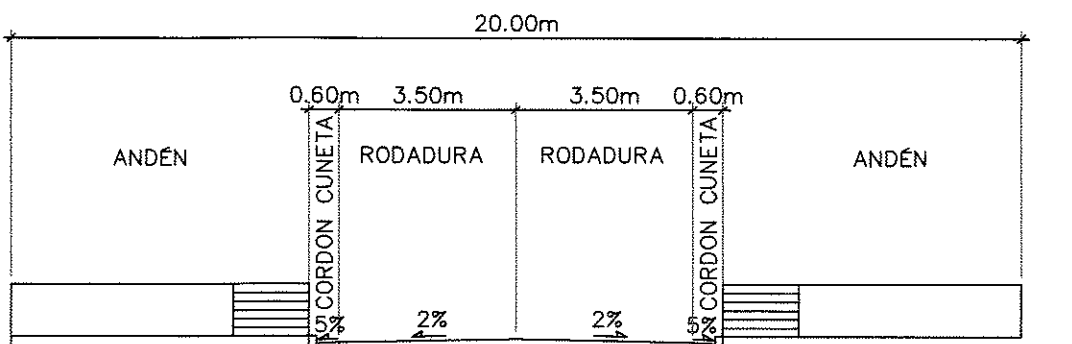 20.00m
0.60m 3.50m 3.50m 0.60m
ANDÉN
CORDON CUNETA
RODADURA
RODADURA
CORDON CUNETA
ANDÉN
5% 2% 2% 5%